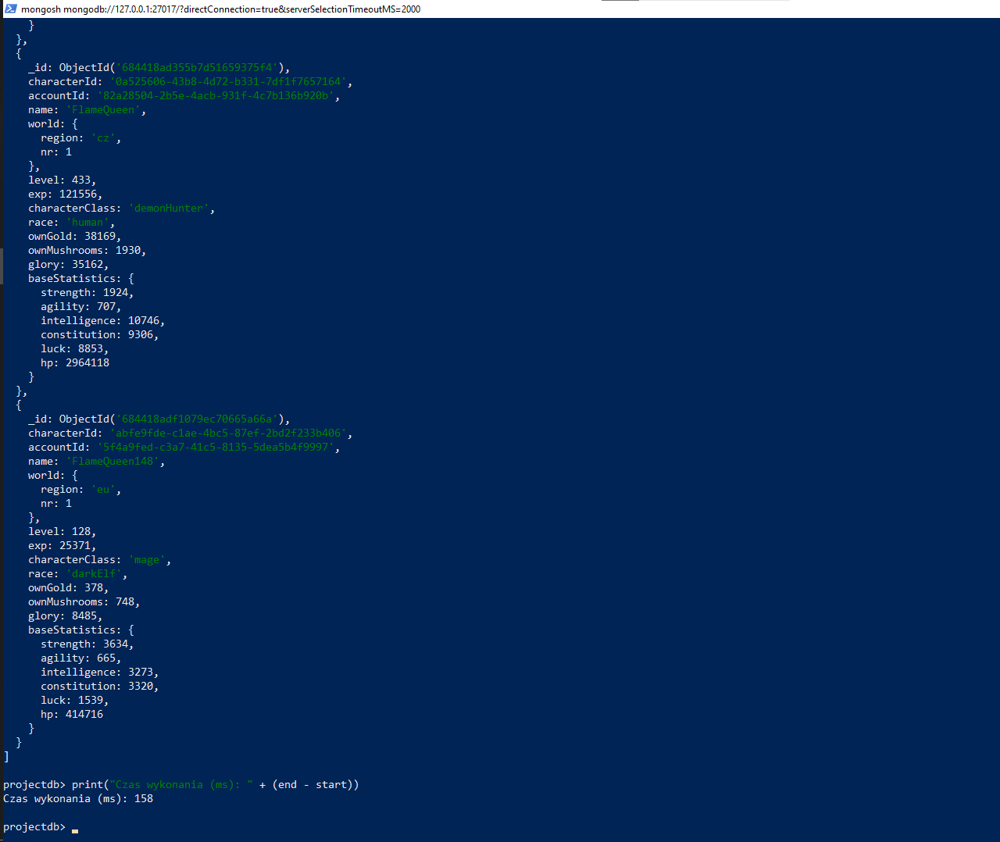 mongosh mongodb://127.0.0.1:27017/?directConnection=true&serverSelectionTimeoutMS=2000
    }
  },
  {
    _id: ObjectId('684418ad355b7d51659375f4'),
    characterId: '0a525606-43b8-4d72-b331-7df1f7657164',
    accountId: '82a28504-2b5e-4acb-931f-4c7b136b920b',
    name: 'FlameQueen',
    world: {
      region: 'cz',
      nr: 1
    },
    level: 433,
    exp: 121556,
    characterClass: 'demonHunter',
    race: 'human',
    ownGold: 38169,
    ownMushrooms: 1930,
    glory: 35162,
    baseStatistics: {
      strength: 1924,
      agility: 707,
      intelligence: 10746,
      constitution: 9306,
      luck: 8853,
      hp: 2964118
    }
  },
  {
    _id: ObjectId('684418adf1079ec70665a66a'),
    characterId: 'abfe9fde-c1ae-4bc5-87ef-2bd2f233b406',
    accountId: '5f4a9fed-c3a7-41c5-8135-5dea5b4f9997',
    name: 'FlameQueen148',
    world: {
      region: 'eu',
      nr: 1
    },
    level: 128,
    exp: 25371,
    characterClass: 'mage',
    race: 'darkElf',
    ownGold: 378,
    ownMushrooms: 748,
    glory: 8485,
    baseStatistics: {
      strength: 3634,
      agility: 665,
      intelligence: 3273,
      constitution: 3320,
      luck: 1539,
      hp: 414716
    }
  }
]
projectdb> print("Czas wykonania (ms): " + (end - start))
Czas wykonania (ms): 158
projectdb>